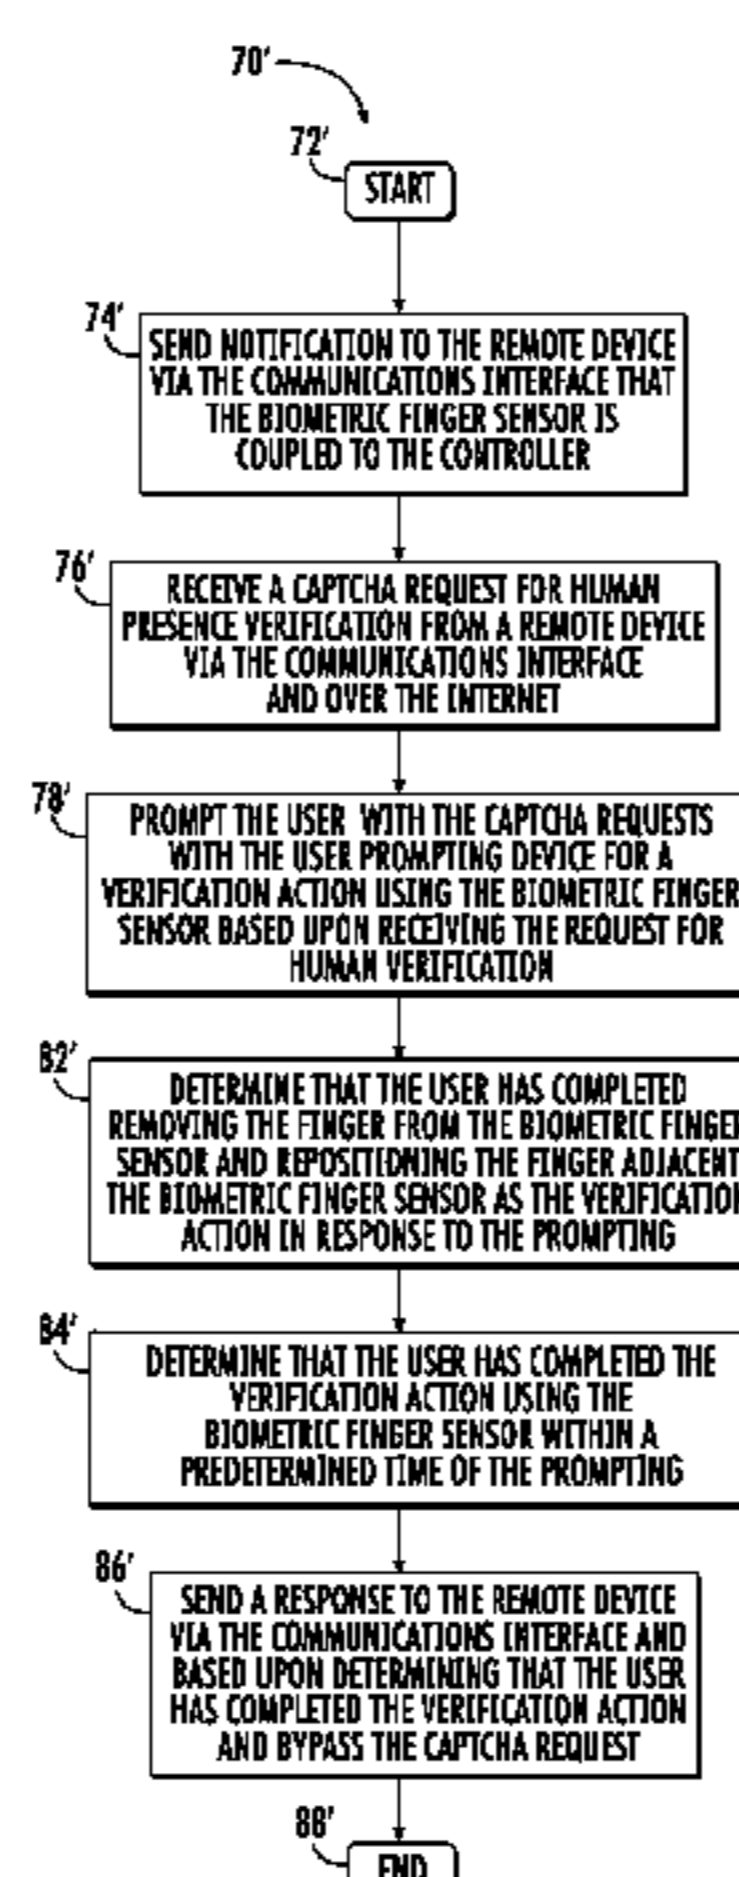 70'
72'
START
74'
SEND NOTIFICATION TO THE REMOTE DEVICE
VIA THE COMMUNICATIONS INTERFACE THAT
THE BIOMETRIC FINGER SENSOR IS
COUPLED TO THE CONTROLLER
76'
RECEIVE A CAPTCHA REQUEST FOR HUMAN
PRESENCE VERIFICATION FROM A REMOTE DEVICE
VIA THE COMMUNICATIONS INTERFACE
AND OVER THE INTERNET
78'
PROMPT THE USER WITH THE CAPTCHA REQUESTS
WITH THE USER PROMPTING DEVICE FOR A
VERIFICATION ACTION USING THE BIOMETRIC FINGER
SENSOR BASED UPON RECEIVING THE REQUEST FOR
HUMAN VERIFICATION
82'
DETERMINE THAT THE USER HAS COMPLETED
REMOVING THE FINGER FROM THE BIOMETRIC FINGER
SENSOR AND REPOSITIONING THE FINGER ADJACENT
THE BIOMETRIC FINGER SENSOR AS THE VERIFICATION
ACTION IN RESPONSE TO THE PROMPTING
84'
DETERMINE THAT THE USER HAS COMPLETED THE
VERIFICATION ACTION USING THE
BIOMETRIC FINGER SENSOR WITHIN A
PREDETERMINED TIME OF THE PROMPTING
86'
SEND A RESPONSE TO THE REMOTE DEVICE
VIA THE COMMUNICATIONS INTERFACE AND
BASED UPON DETERMINING THAT THE USER
HAS COMPLETED THE VERIFICATION ACTION
AND BYPASS THE CAPTCHA REQUEST
88'
END